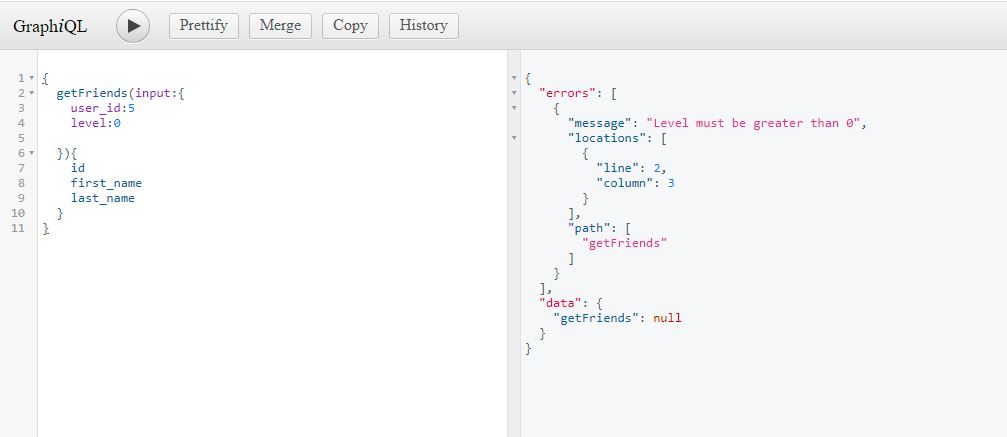 GraphiQL Prettify Merge Copy History
1 {
2 getFriends(input:{
3 user_id:5
4 level:0
5
6 }){
7 id
8 first_name
9 last_name
10 }
11 }
{
"errors": [
{
"message": "Level must be greater than 0",
"locations": [
{
"line": 2,
"column": 3
}
],
"path": [
"getFriends"
]
}
],
"data": {
"getFriends": null
}
}